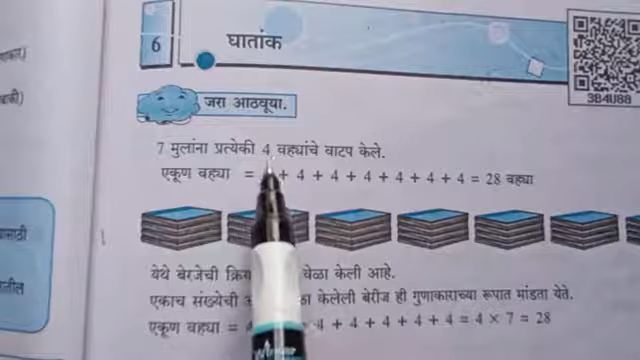 6
घातांक
3B4U88
जरा आठवूया.
7 मुलांना प्रत्येकी 4 वह्यांचे वाटप केले.
एकूण वह्या = + 4 + 4 + 4 + 4 + 4 + 4 = 28 वह्या
येथे बेरजेची वेळा केली आहे.
एकाच संख्येची केलेली बेरीज ही गुणाकाराच्या रूपात मांडता येते.
एकूण वह्या = 4 + 4 + 4 + 4 + 4 = 4 × 7 = 28